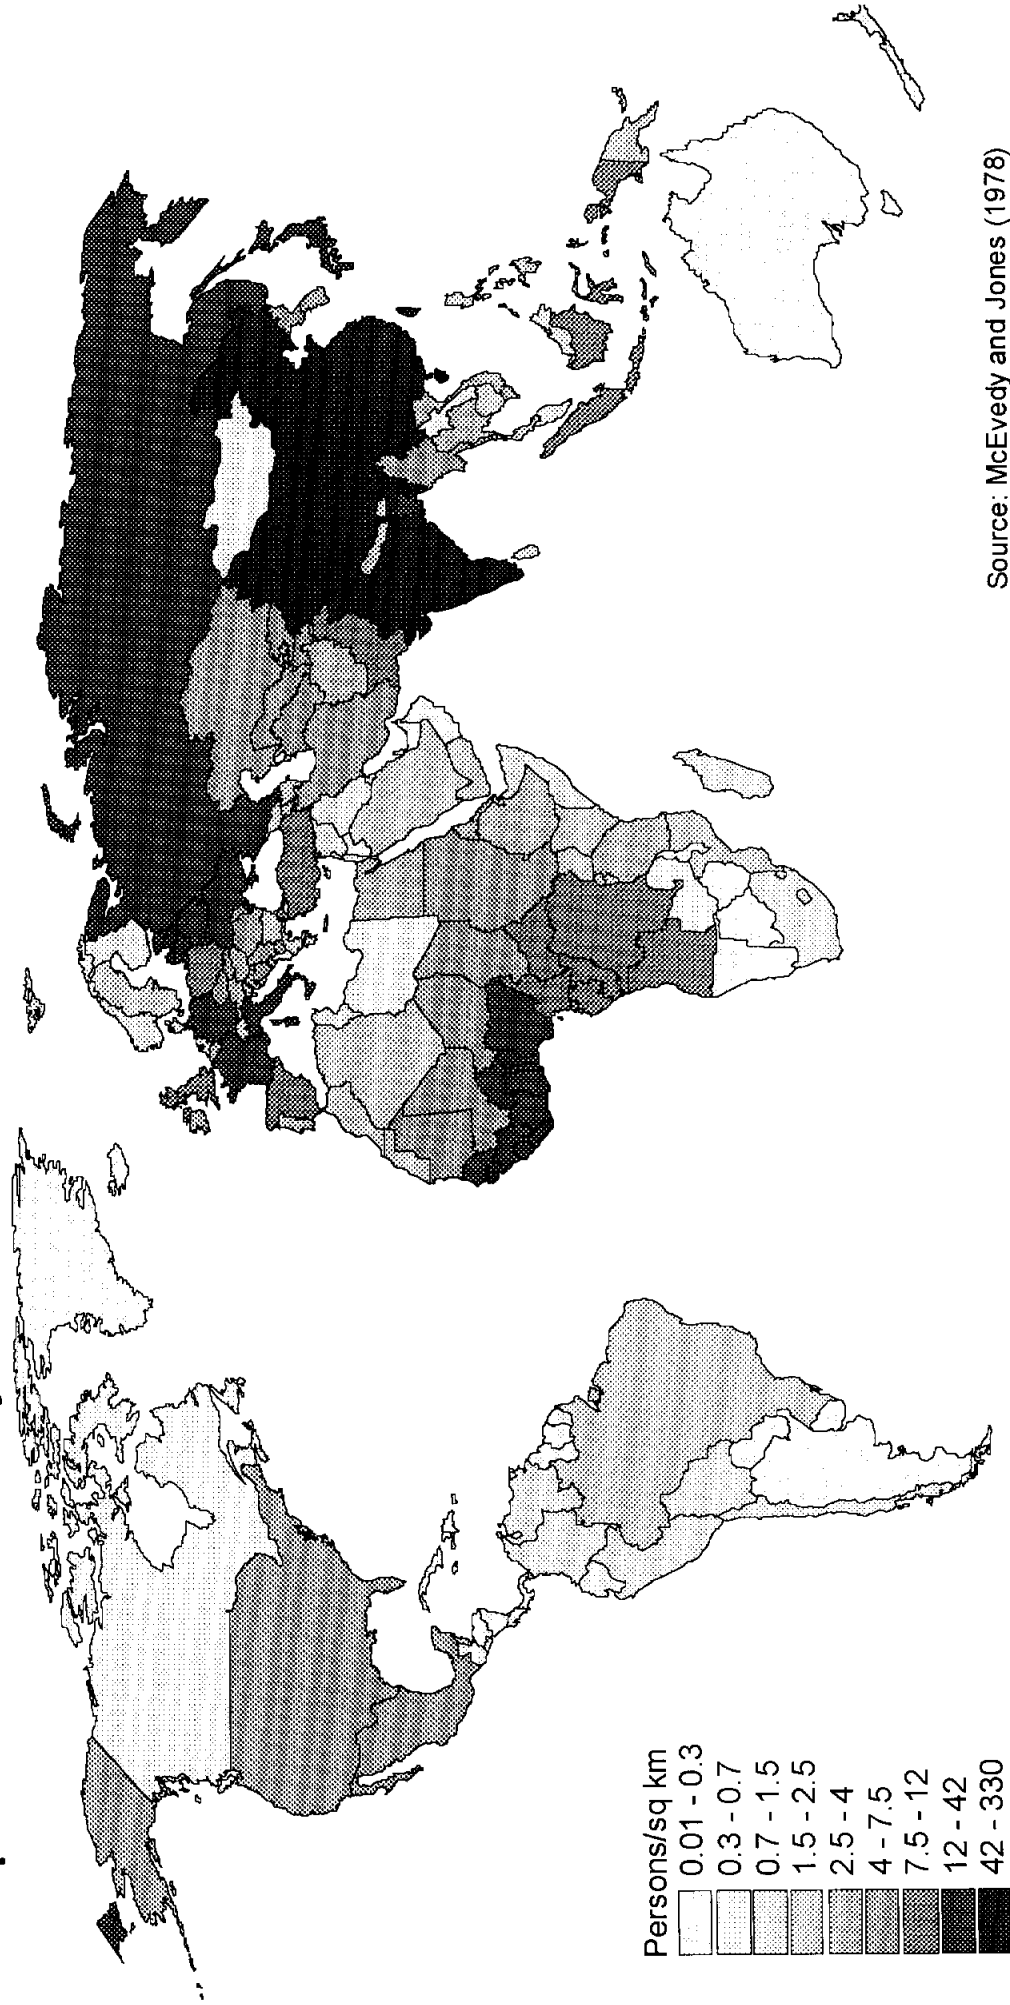 Persons/sq km
0.01 - 0.3
0.3 - 0.7
0.7 - 1.5
1.5 - 2.5
2.5 - 4
4 - 7.5
7.5 - 12
12 - 42
42 - 330
Source: McEvedy and Jones (1978)